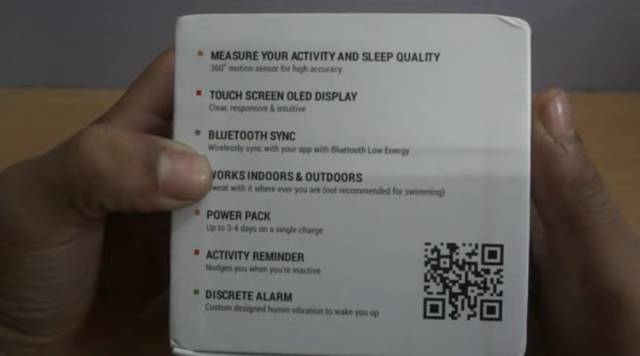 MEASURE YOUR ACTIVITY AND SLEEP QUALITY
360° motion sensor for high accuracy
TOUCH SCREEN OLED DISPLAY
Clear, responsive & intuitive
BLUETOOTH SYNC
Wirelessly sync with your app with Bluetooth Low Energy
WORKS INDOORS & OUTDOORS
Sweat with it where ever you are (not recommended for swimming)
POWER PACK
Up to 3-4 days on a single charge
ACTIVITY REMINDER
Nudges you when you're inactive
DISCRETE ALARM
Custom designed humm vibration to wake you up